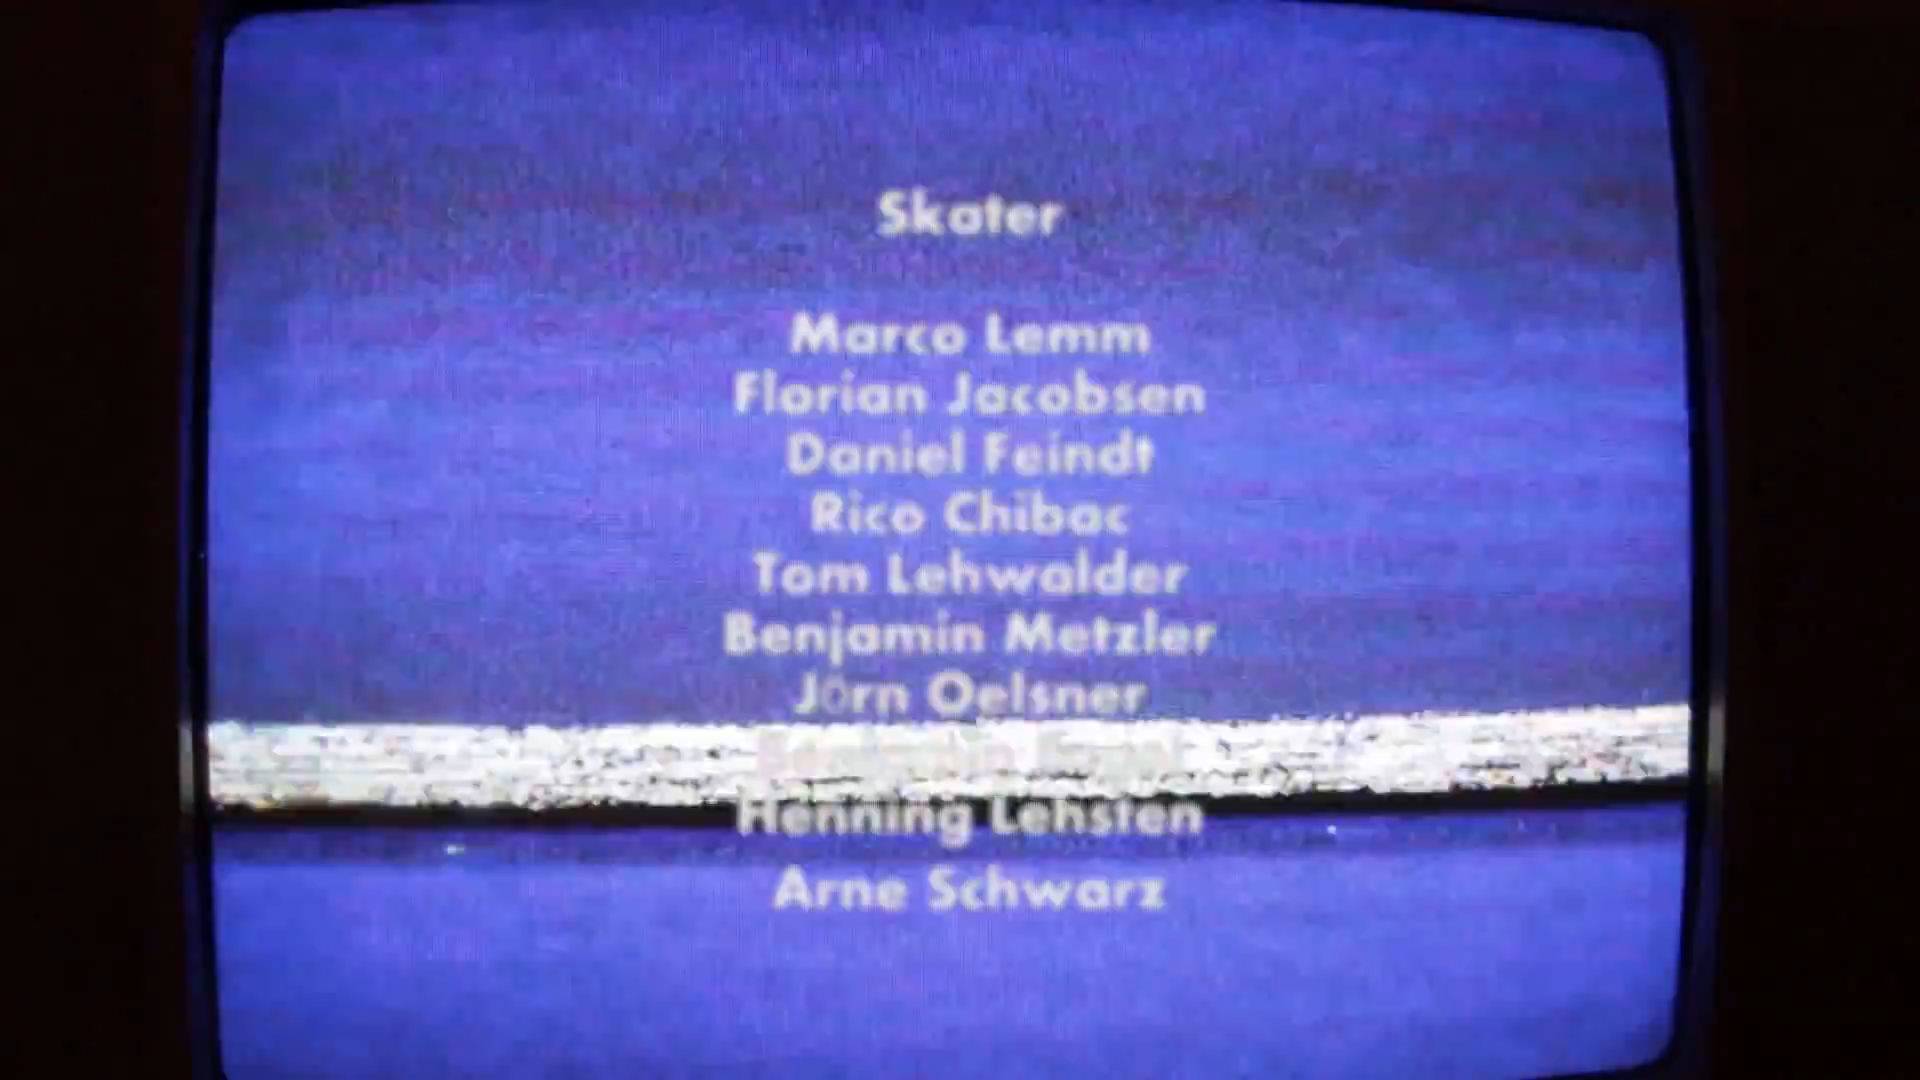 Skater
Marco Lemm
Florian Jacobsen
Daniel Feindt
Rico Chibac
Tom Lehwalder
Benjamin Metzler
Jörn Oelsner
Henning Lehsten
Arne Schwarz